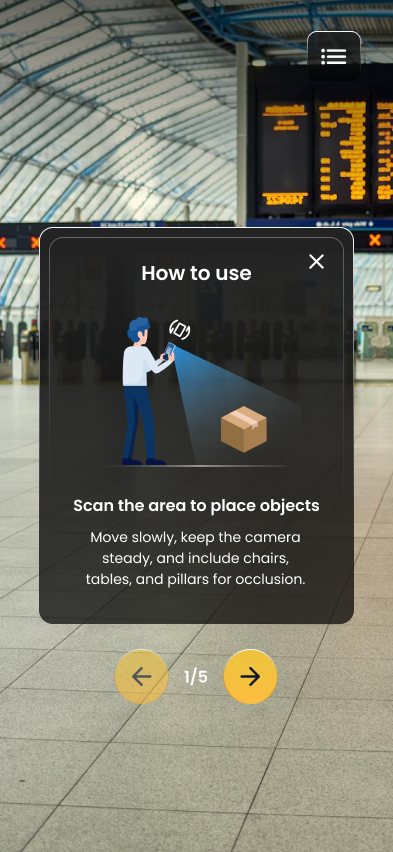 How to use
Scan the area to place objects
Move slowly, keep the camera
steady, and include chairs,
tables, and pillars for occlusion.
1/5